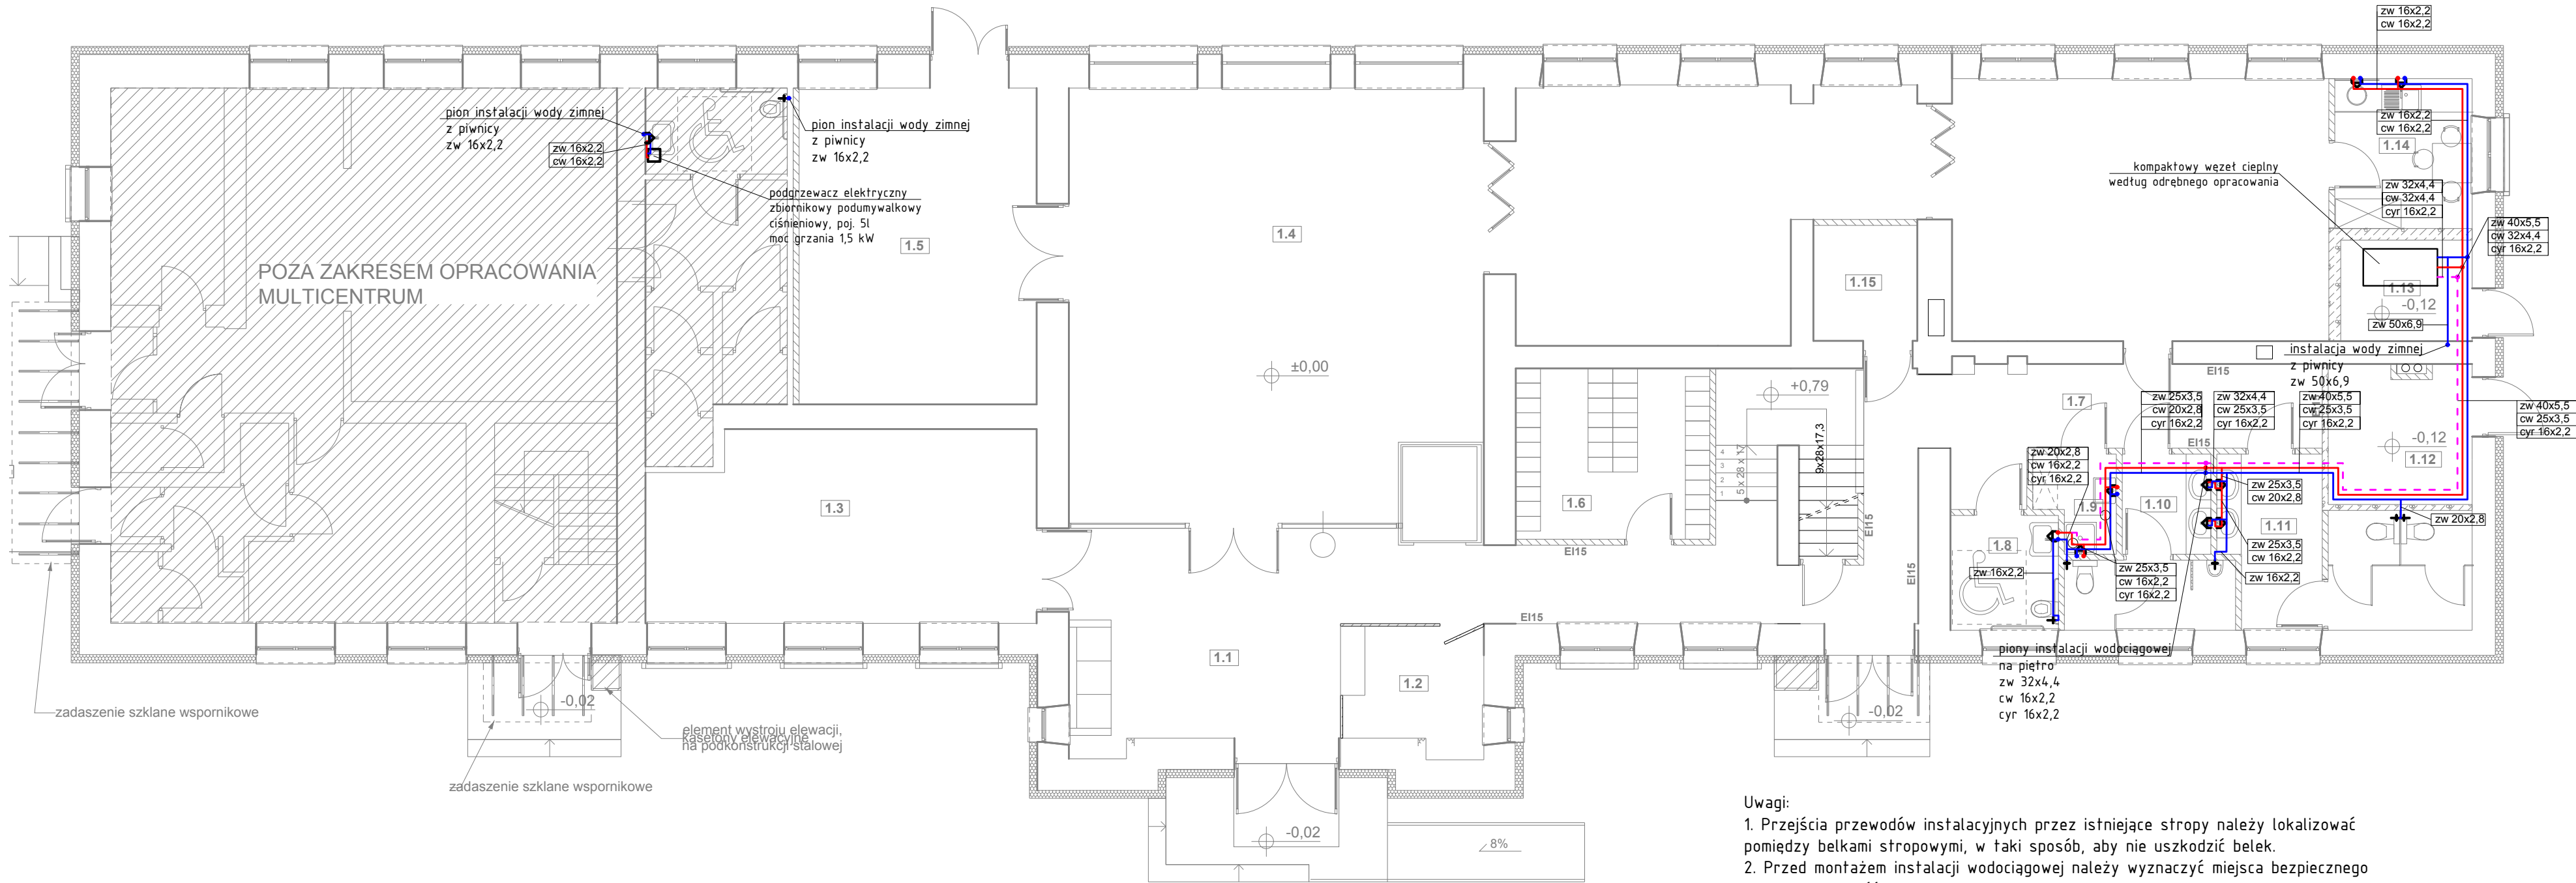 zw 16x2,2
cw 16x2,2
pion instalacji wody zimnej
z piwnicy
zw 16x2,2
zw 16x2,2
cw 16x2,2
pion instalacji wody zimnej
z piwnicy
zw 16x2,2
podgrzewacz elektryczny
zbiornikowy podumywalkowy
ciśnieniowy, poj. 5l
moc grzania 1,5 kW
POZA ZAKRESEM OPRACOWANIA
MULTICENTRUM
1.5
1.4
1.15
zw 16x2,2
cw 16x2,2
1.14
kompaktowy węzeł cieplny
według odrębnego opracowania
zw 32x4,4
cw 32x4,4
cyr 16x2,2
zw 40x5,5
cw 32x4,4
cyr 16x2,2
1.13
-0,12
zw 50x6,9
instalacja wody zimnej
z piwnicy
zw 50x6,9
±0,00
+0,79
9x28x17,3
5 x 28 x 17
4
3
2
1
1.7
EI15
zw 25x3,5
cw 20x2,8
cyr 16x2,2
zw 32x4,4
cw 25x3,5
cyr 16x2,2
zw 40x5,5
cw 25x3,5
cyr 16x2,2
zw 40x5,5
cw 25x3,5
cyr 16x2,2
EI15
-0,12
1.12
zw 20x2,8
cw 16x2,2
cyr 16x2,2
zw 25x3,5
cw 20x2,8
zw 20x2,8
1.3
1.6
1.9
1.10
1.11
1.8
EI15
EI15
EI15
EI15
zw 16x2,2
zw 25x3,5
cw 16x2,2
cyr 16x2,2
zw 25x3,5
cw 16x2,2
zw 16x2,2
piony instalacji wodociągowej
na piętro
zw 32x4,4
cw 16x2,2
cyr 16x2,2
1.1
1.2
-0,02
-0,02
-0,02
8%
zadaszenie szklane wspornikowe
element wystroju elewacji,
kasetony elewacyjne
na podkonstrukcji stalowej
zadaszenie szklane wspornikowe
Uwagi:
1. Przejścia przewodów instalacyjnych przez istniejące stropy należy lokalizować
pomiędzy belkami stropowymi, w taki sposób, aby nie uszkodzić belek.
2. Przed montażem instalacji wodociągowej należy wyznaczyć miejsca bezpiecznego